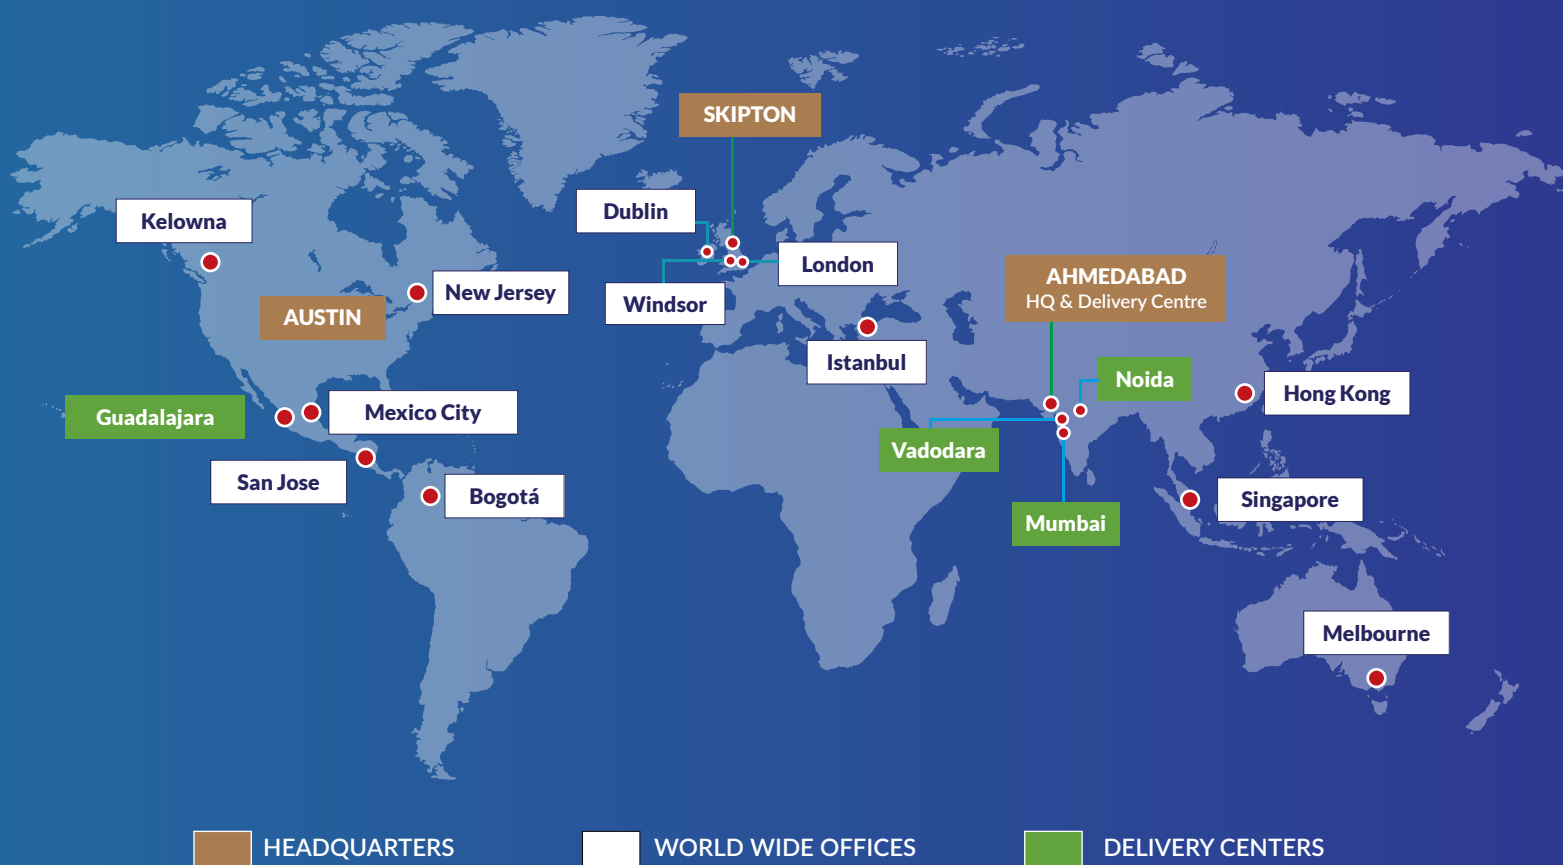 SKIPTON
Dublin
Kelowna
London
AHMEDABAD
HQ & Delivery Centre
New Jersey
Windsor
AUSTIN
Istanbul
Noida
Hong Kong
Guadalajara
Mexico City
Vadodara
San Jose
Bogotá
Singapore
Mumbai
Melbourne
HEADQUARTERS
WORLD WIDE OFFICES
DELIVERY CENTERS